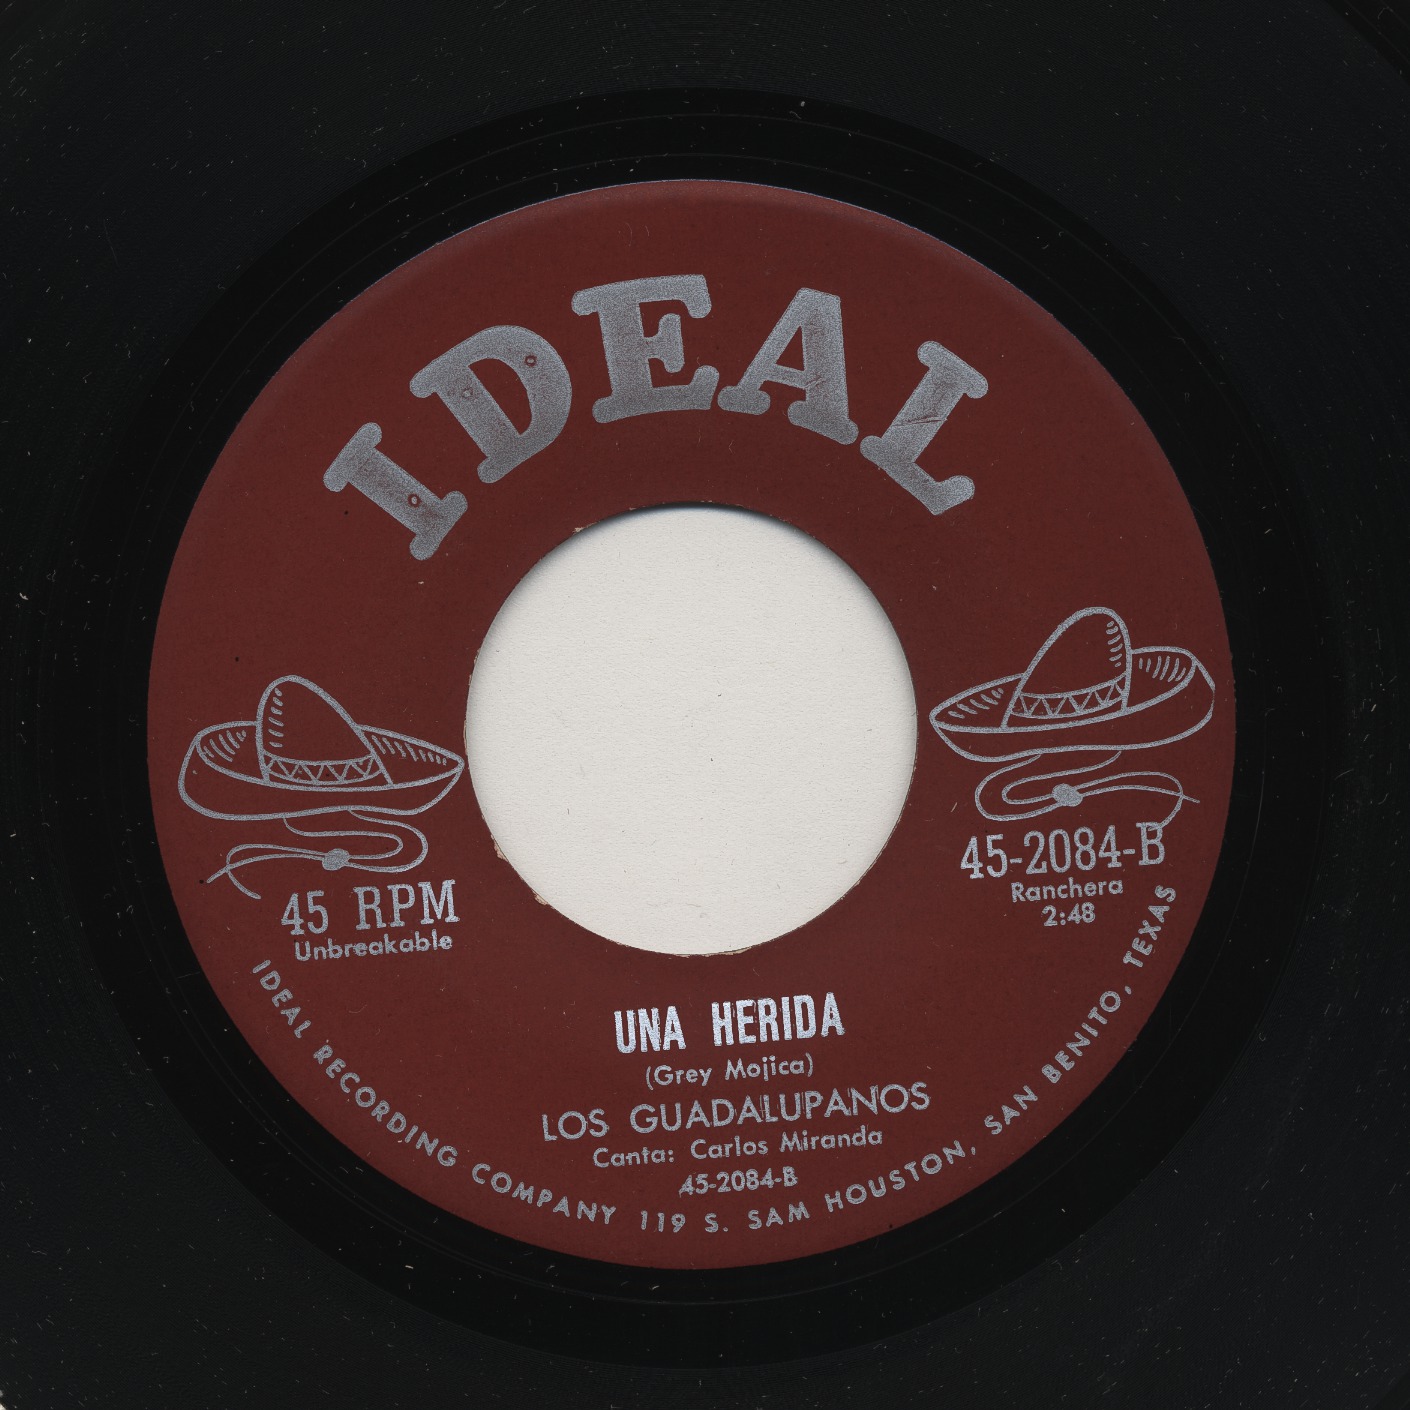 IDEAL
45 RPM
Unbreakable
45-2084-B
Ranchera
2:48
UNA HERIDA
(Grey Mojica)
LOS GUADALUPANOS
Canta: Carlos Miranda
45-2084-B
IDEAL RECORDING COMPANY 119 S. SAM HOUSTON, SAN BENITO, TEXAS